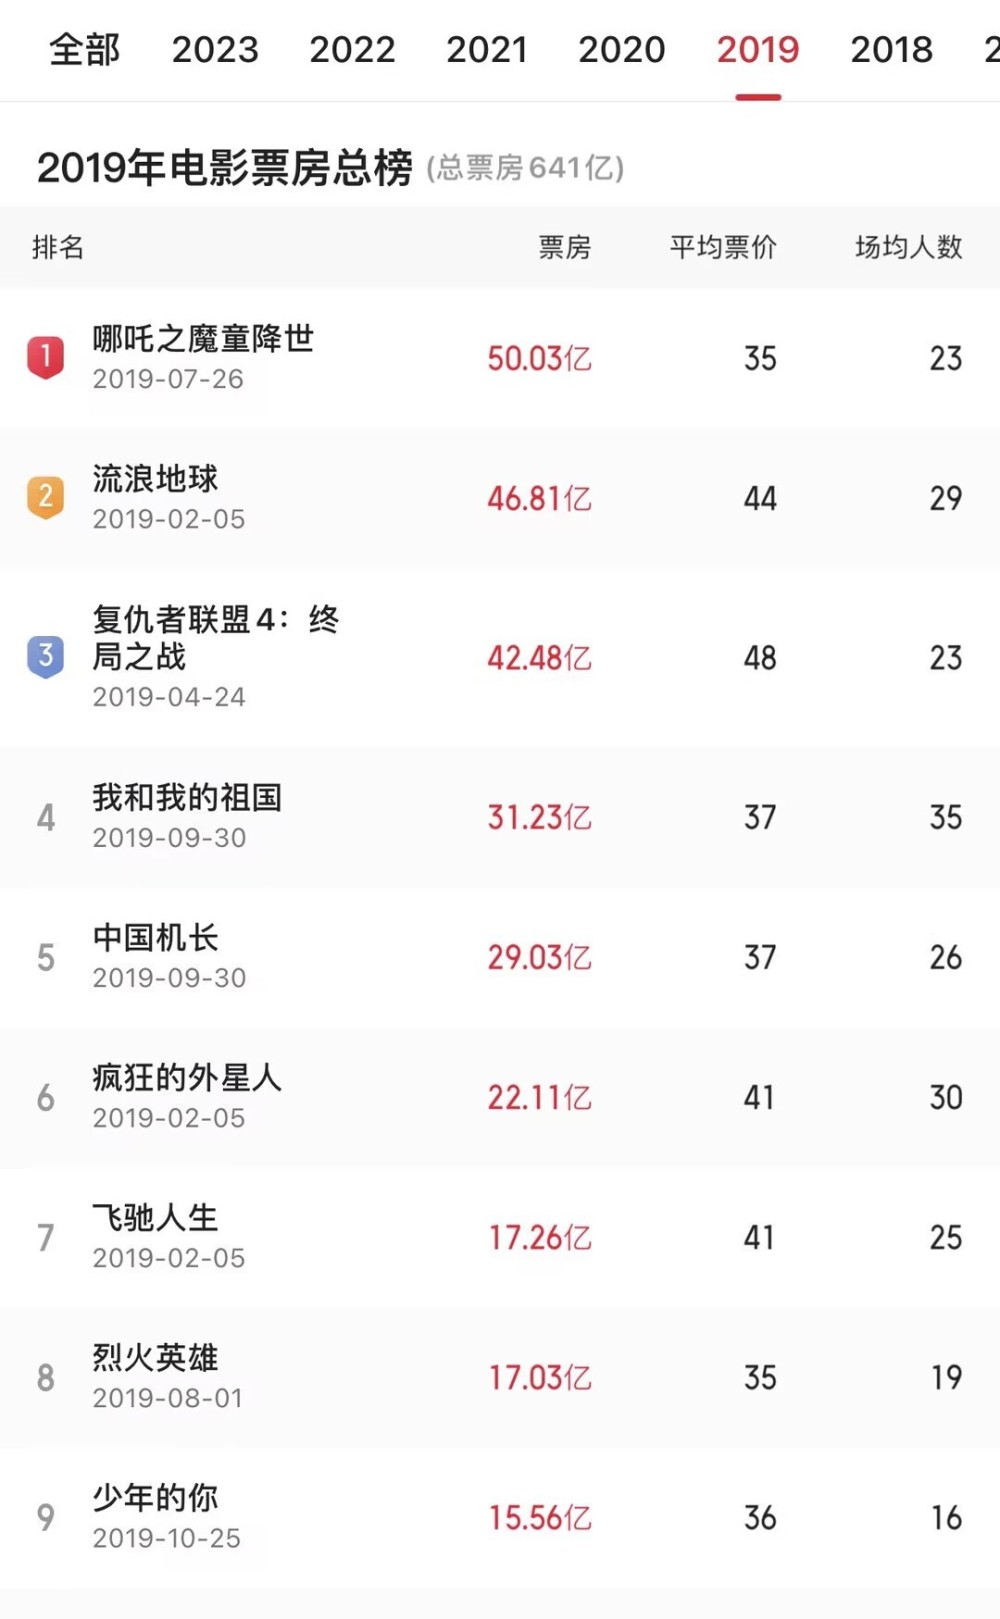 全部 2023 2022 2021 2020 2019 2018
2019年电影票房总榜 (总票房641亿)
排名 票房 平均票价 场均人数
1 哪吒之魔童降世 50.03亿 35 23
2019-07-26
2 流浪地球 46.81亿 44 29
2019-02-05
3 复仇者联盟4：终
局之战 42.48亿 48 23
2019-04-24
4 我和我的祖国 31.23亿 37 35
2019-09-30
5 中国机长 29.03亿 37 26
2019-09-30
6 疯狂的外星人 22.11亿 41 30
2019-02-05
7 飞驰人生 17.26亿 41 25
2019-02-05
8 烈火英雄 17.03亿 35 19
2019-08-01
9 少年的你 15.56亿 36 16
2019-10-25